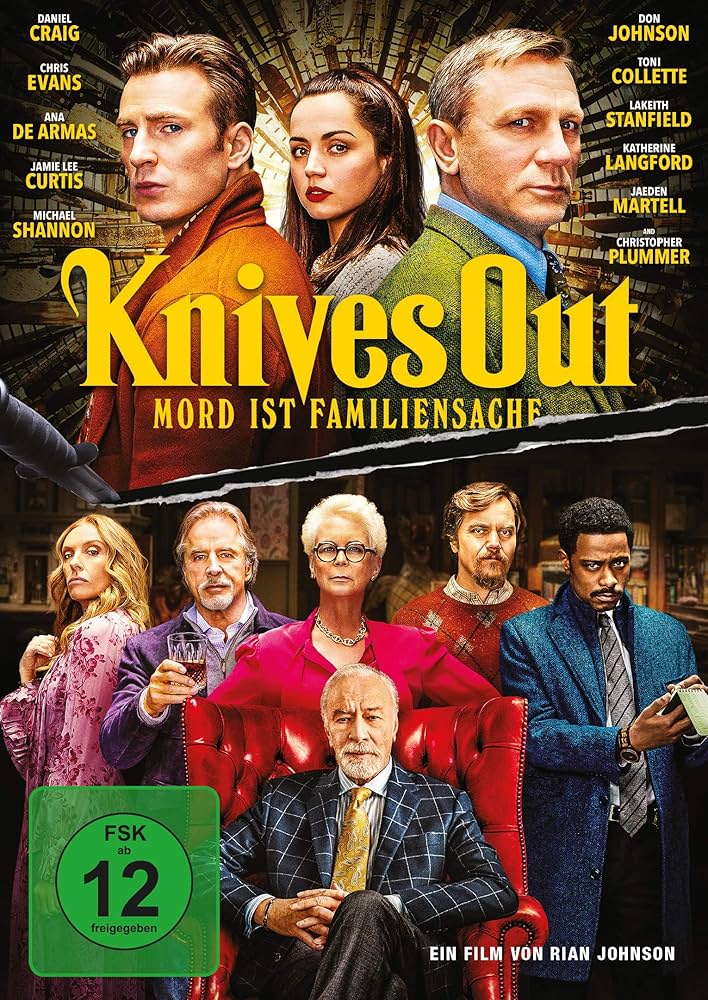 DANIEL
CRAIG
CHRIS
EVANS
ANA
DE ARMAS
JAMIE LEE
CURTIS
MICHAEL
SHANNON
DON
JOHNSON
TONI
COLLETTE
LAKEITH
STANFIELD
KATHERINE
LANGFORD
JAEDEN
MARTELL
AND
CHRISTOPHER
PLUMMER
Knives Out
MORD IST FAMILIENSACHE
FSK
ab
12
freigegeben
EIN FILM VON RIAN JOHNSON